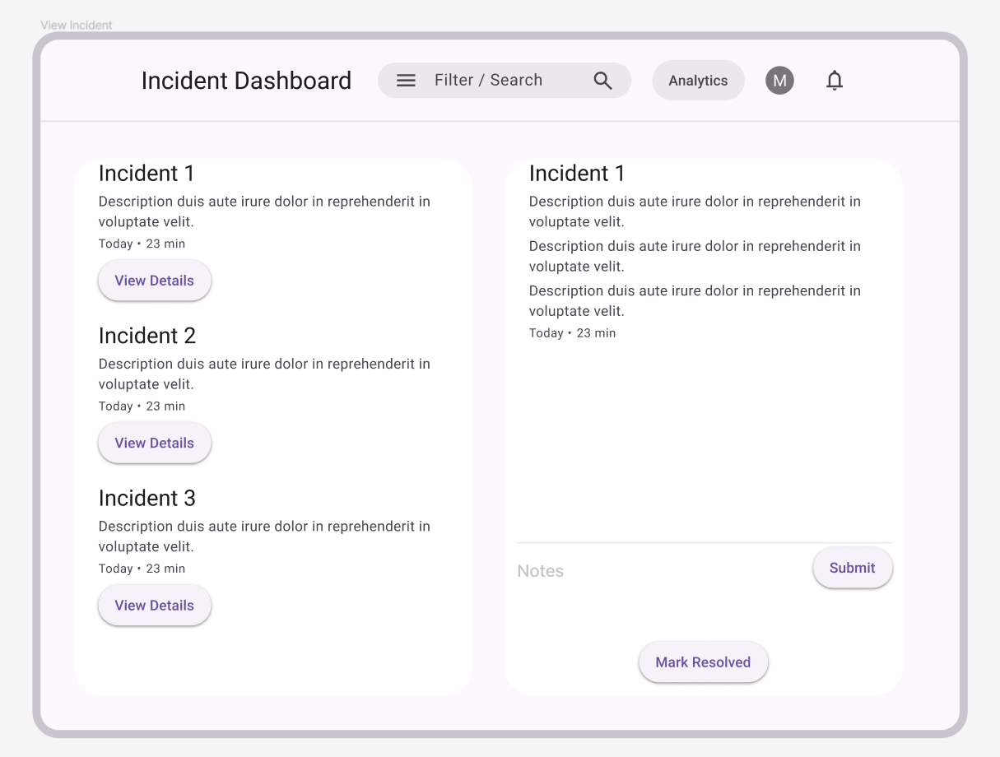 View Incident
Incident Dashboard
Filter / Search
Analytics
M
Incident 1
Description duis aute irure dolor in reprehenderit in
voluptate velit.
Today • 23 min
View Details
Incident 2
Description duis aute irure dolor in reprehenderit in
voluptate velit.
Today • 23 min
View Details
Incident 3
Description duis aute irure dolor in reprehenderit in
voluptate velit.
Today • 23 min
View Details
Incident 1
Description duis aute irure dolor in reprehenderit in
voluptate velit.
Description duis aute irure dolor in reprehenderit in
voluptate velit.
Description duis aute irure dolor in reprehenderit in
voluptate velit.
Today • 23 min
Notes
Submit
Mark Resolved